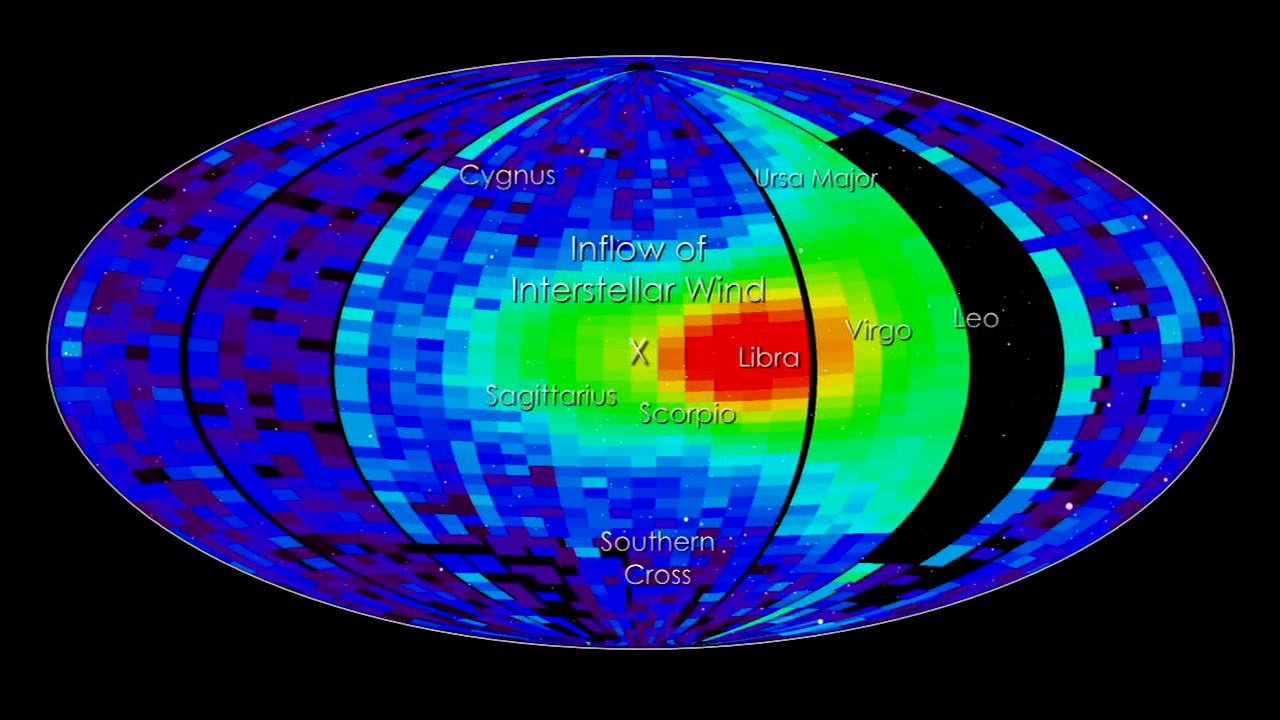 Cygnus
Ursa Major
Inflow of
Interstellar Wind
Leo
Virgo
X
Libra
Sagittarius
Scorpio
Southern
Cross